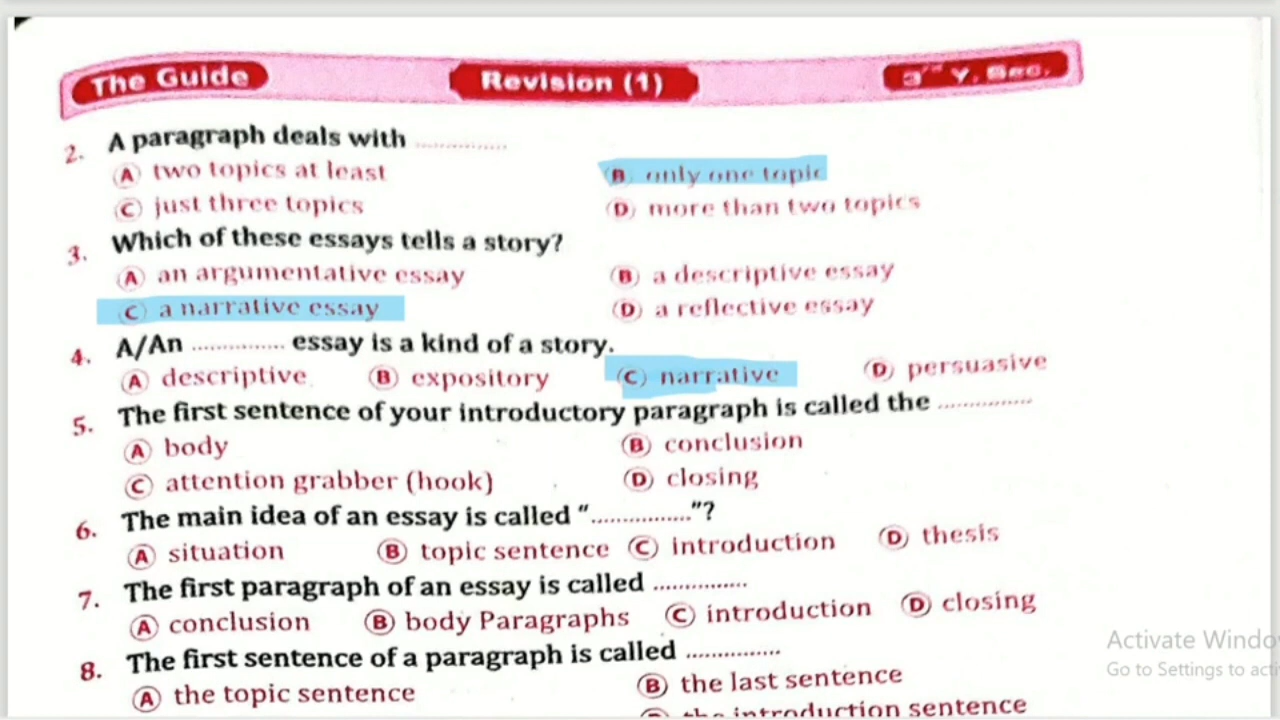 The Guide Revision (1) 3rd Y. Sec.
2. A paragraph deals with ...............
A two topics at least B only one topic
C just three topics D more than two topics
3. Which of these essays tells a story?
A an argumentative essay B a descriptive essay
C a narrative essay D a reflective essay
4. A/An ............... essay is a kind of a story.
A descriptive B expository C narrative D persuasive
5. The first sentence of your introductory paragraph is called the ...............
A body B conclusion
C attention grabber (hook) D closing
6. The main idea of an essay is called “................”?
A situation B topic sentence C introduction D thesis
7. The first paragraph of an essay is called ...............
A conclusion B body Paragraphs C introduction D closing
8. The first sentence of a paragraph is called ...............
A the topic sentence B the last sentence
the introduction sentence
Activate Windo
Go to Settings to acti